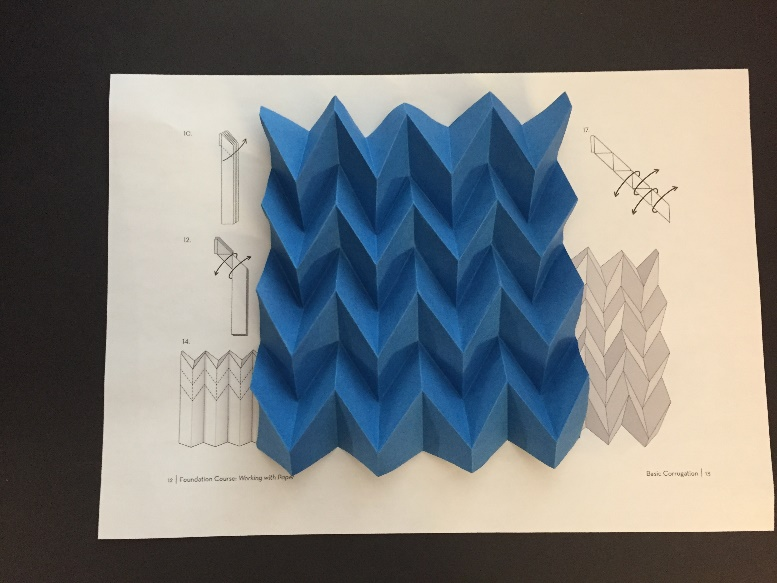 10.
17.
12.
14.
12 | Foundation Course: Working with Paper
Basic Corrugation | 13